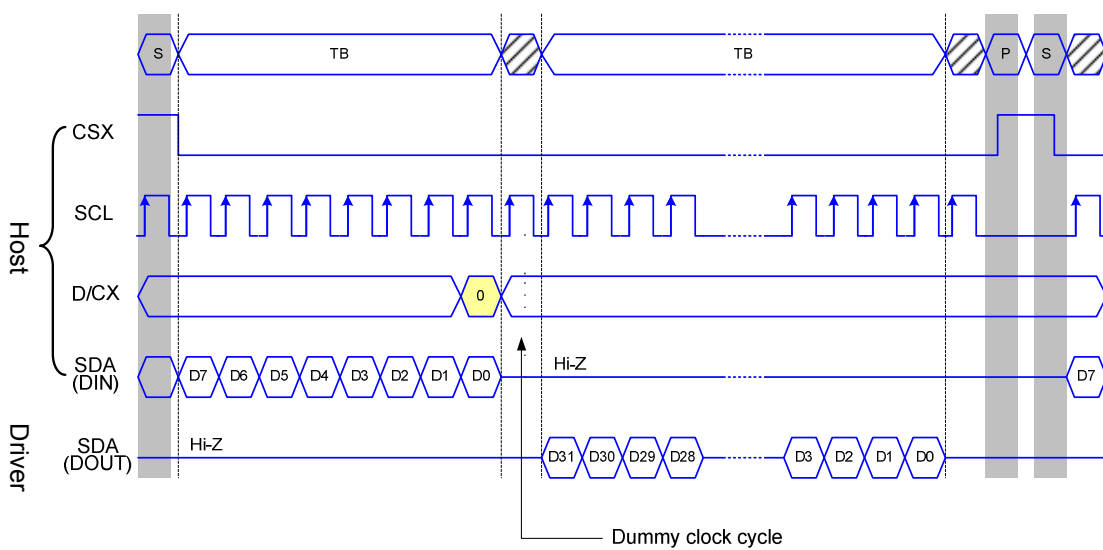 S TB TB P S
CSX
SCL
D/CX 0
SDA
(DIN) D7 D6 D5 D4 D3 D2 D1 D0 Hi-Z D7
SDA
(DOUT) Hi-Z D31 D30 D29 D28 D3 D2 D1 D0
Host
Driver
Dummy clock cycle